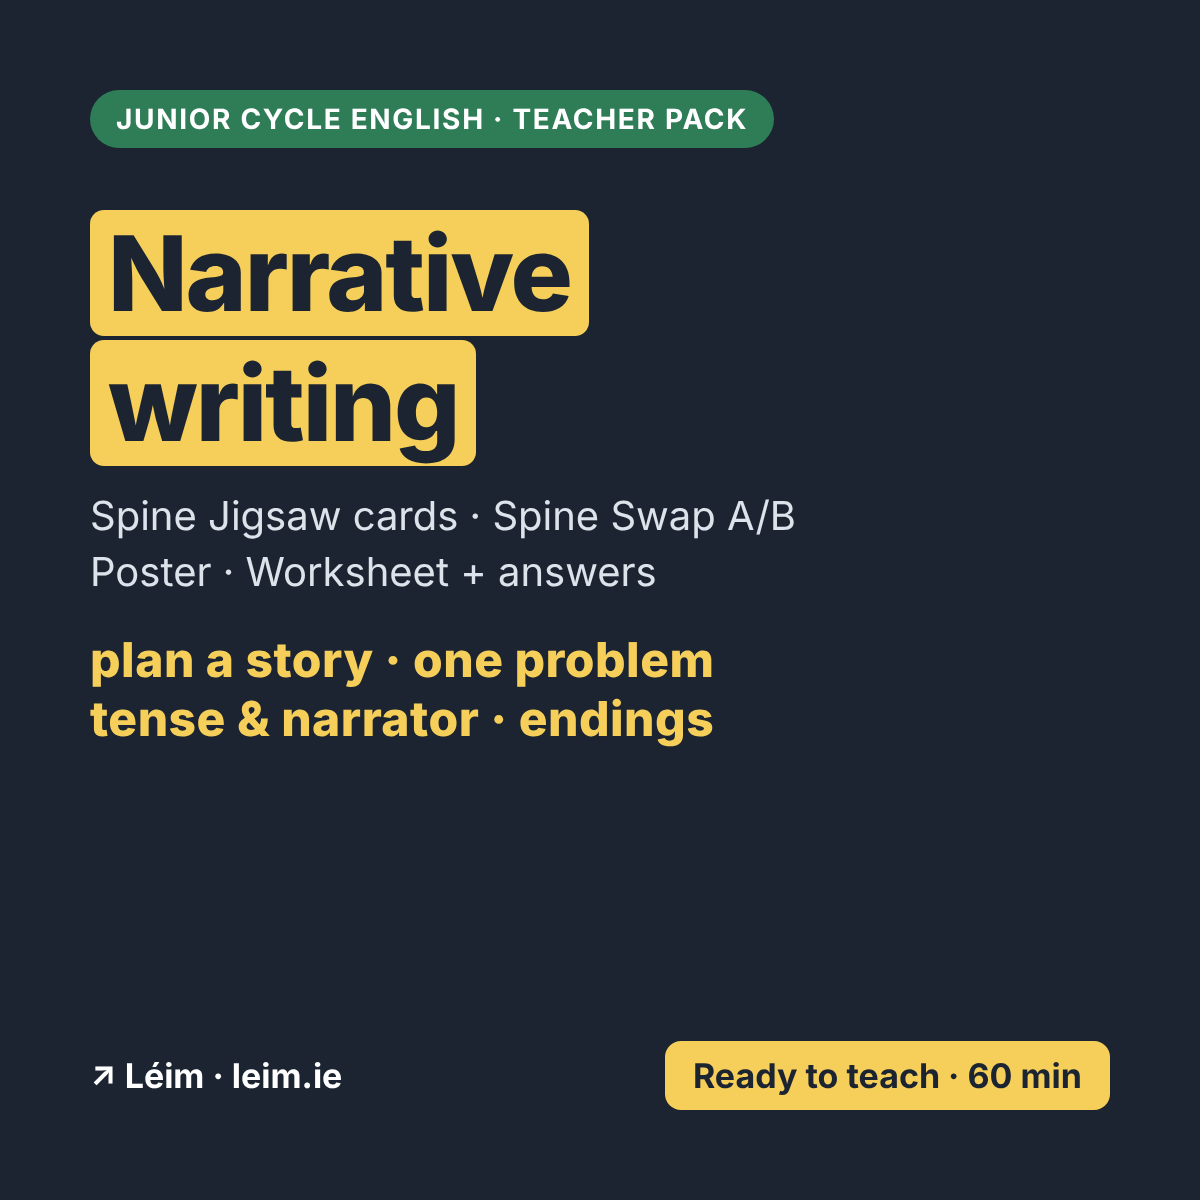 JUNIOR CYCLE ENGLISH · TEACHER PACK
Narrative
writing
Spine Jigsaw cards · Spine Swap A/B
Poster · Worksheet + answers
plan a story · one problem
tense & narrator · endings
↗ Léim · leim.ie
Ready to teach · 60 min